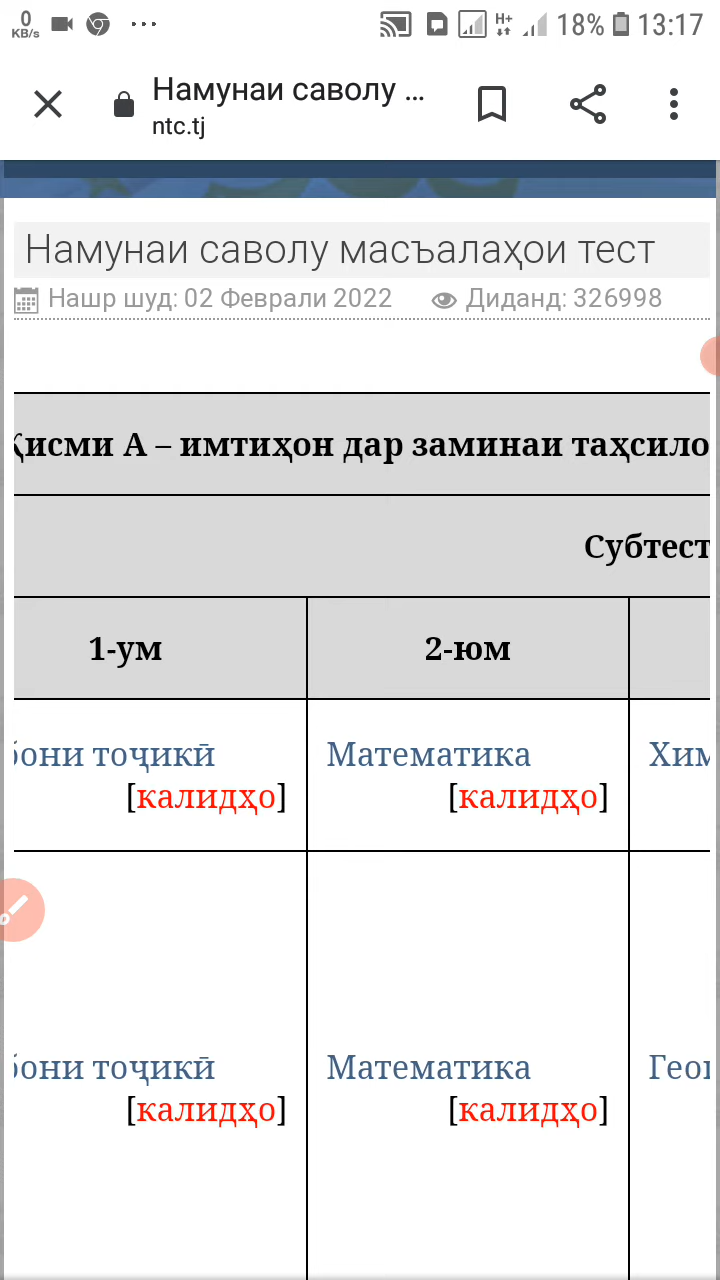 0
KB/s
H+
18%
13:17
Намунаи саволу ...
ntc.tj
Намунаи саволу масъалаҳои тест
Нашр шуд: 02 Феврали 2022 Диданд: 326998
Қисми А – имтиҳон дар заминаи таҳсило
Субтест
1-ум 2-юм
бони тоҷикӣ Математика Хим
[калидҳо] [калидҳо]
бони тоҷикӣ Математика Геог
[калидҳо] [калидҳо]